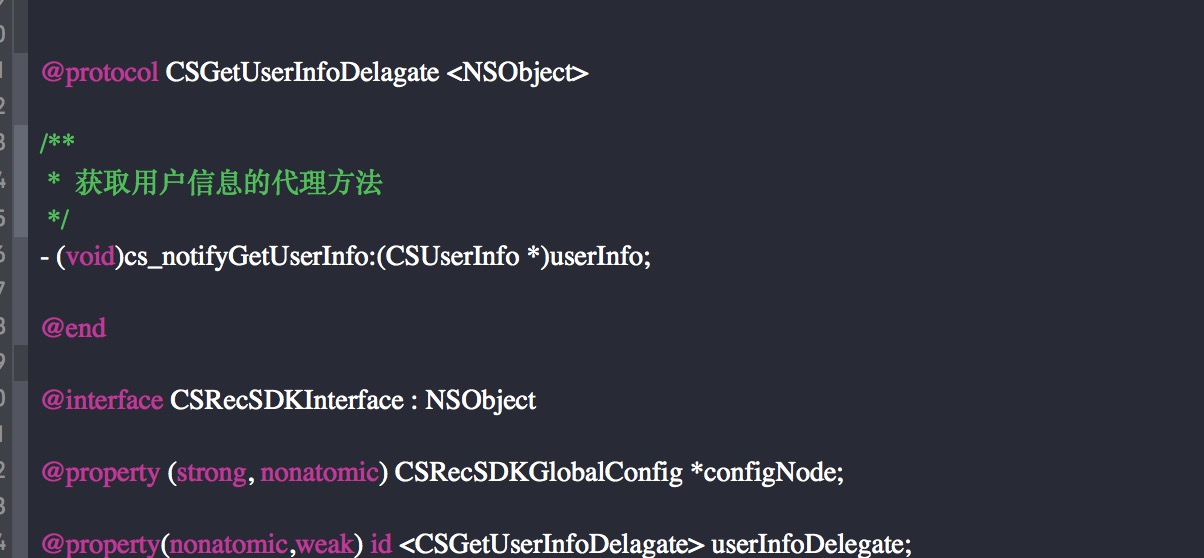 @protocol CSGetUserInfoDelagate <NSObject>
/**
* 获取用户信息的代理方法
*/
- (void)cs_notifyGetUserInfo:(CSUserInfo *)userInfo;
@end
@interface CSRecSDKInterface : NSObject
@property (strong, nonatomic) CSRecSDKGlobalConfig *configNode;
@property(nonatomic,weak) id <CSGetUserInfoDelagate> userInfoDelegate;